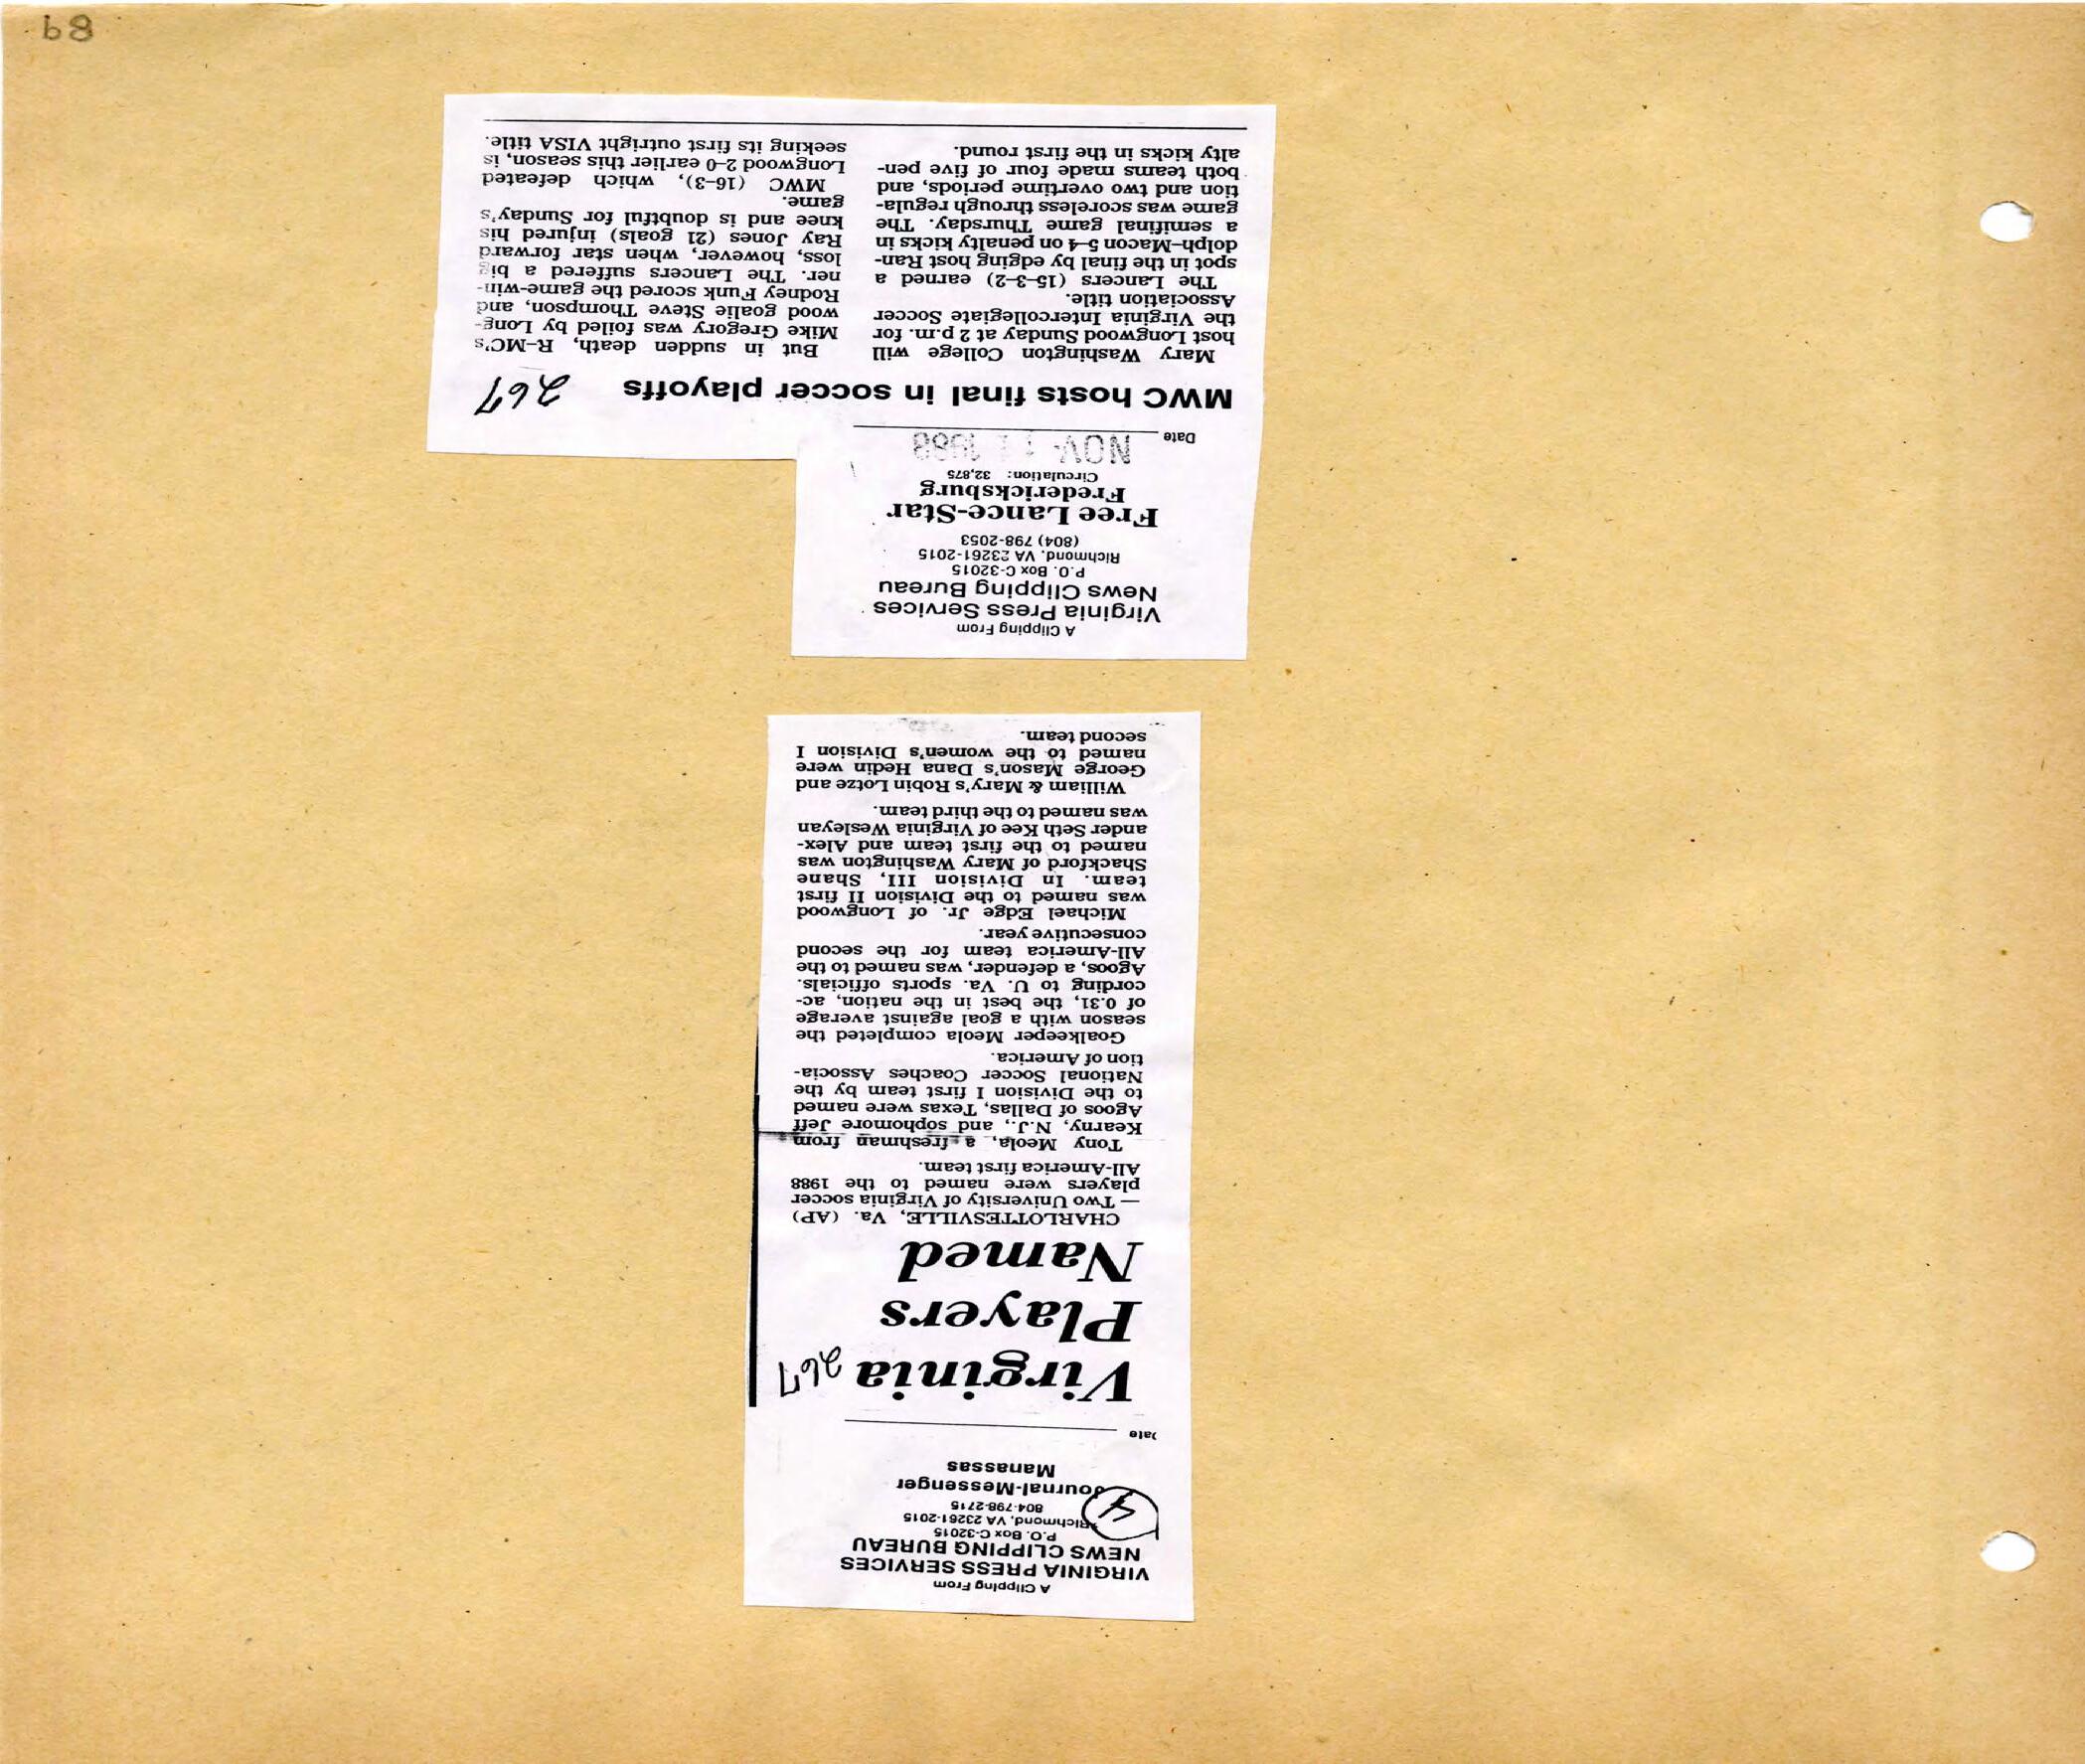 A Clipping From
VIRGINIA PRESS SERVICES
NEWS CLIPPING BUREAU
P.O. Box C-32015
Richmond, VA 23261-2015
804-798-2715
4
Journal-Messenger
Manassas
Date
Virginia 267
Players
Named
CHARLOTTESVILLE, Va. (AP)
— Two University of Virginia soccer
players were named to the 1988
All-America first team.
Tony Meola, a freshman from
Kearny, N.J., and sophomore Jeff
Agoos of Dallas, Texas were named
to the Division I first team by the
National Soccer Coaches Associa-
tion of America.
Goalkeeper Meola completed the
season with a goal against average
of 0.31, the best in the nation, ac-
cording to U. Va. sports officials.
Agoos, a defender, was named to the
All-America team for the second
consecutive year.
Michael Edge Jr. of Longwood
was named to the Division II first
team. In Division III, Shane
Shackford of Mary Washington was
named to the first team and Alex-
ander Seth Kee of Virginia Wesleyan
was named to the third team.
William & Mary's Robin Lotze and
George Mason's Dana Hedin were
named to the women's Division I
second team.
A Clipping From
Virginia Press Services
News Clipping Bureau
P.O. Box C-32015
Richmond, VA 23261-2015
(804) 798-2053
Free Lance-Star
Fredericksburg
Circulation: 32,875
Date NOV 11 1988
MWC hosts final in soccer playoffs 267
Mary Washington College will
host Longwood Sunday at 2 p.m. for
the Virginia Intercollegiate Soccer
Association title.
The Lancers (15-3-2) earned a
spot in the final by edging host Ran-
dolph-Macon 5-4 on penalty kicks in
a semifinal game Thursday. The
game was scoreless through regula-
tion and two overtime periods, and
both teams made four of five pen-
alty kicks in the first round.
But in sudden death, R-MC's
Mike Gregory was foiled by Long-
wood goalie Steve Thompson, and
Rodney Funk scored the game-win-
ner. The Lancers suffered a big
loss, however, when star forward
Ray Jones (21 goals) injured his
knee and is doubtful for Sunday's
game.
MWC (16-3), which defeated
Longwood 2-0 earlier this season, is
seeking its first outright VISA title.
89